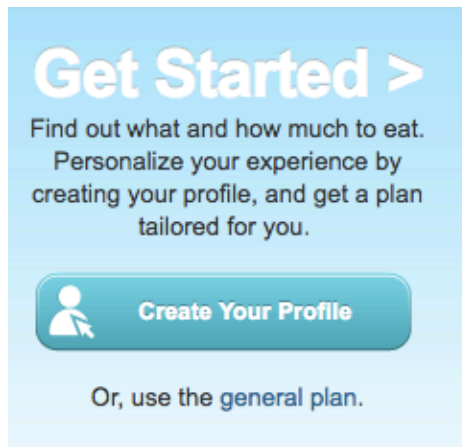 Get Started >
Find out what and how much to eat.
Personalize your experience by
creating your profile, and get a plan
tailored for you.
Create Your Profile
Or, use the general plan.